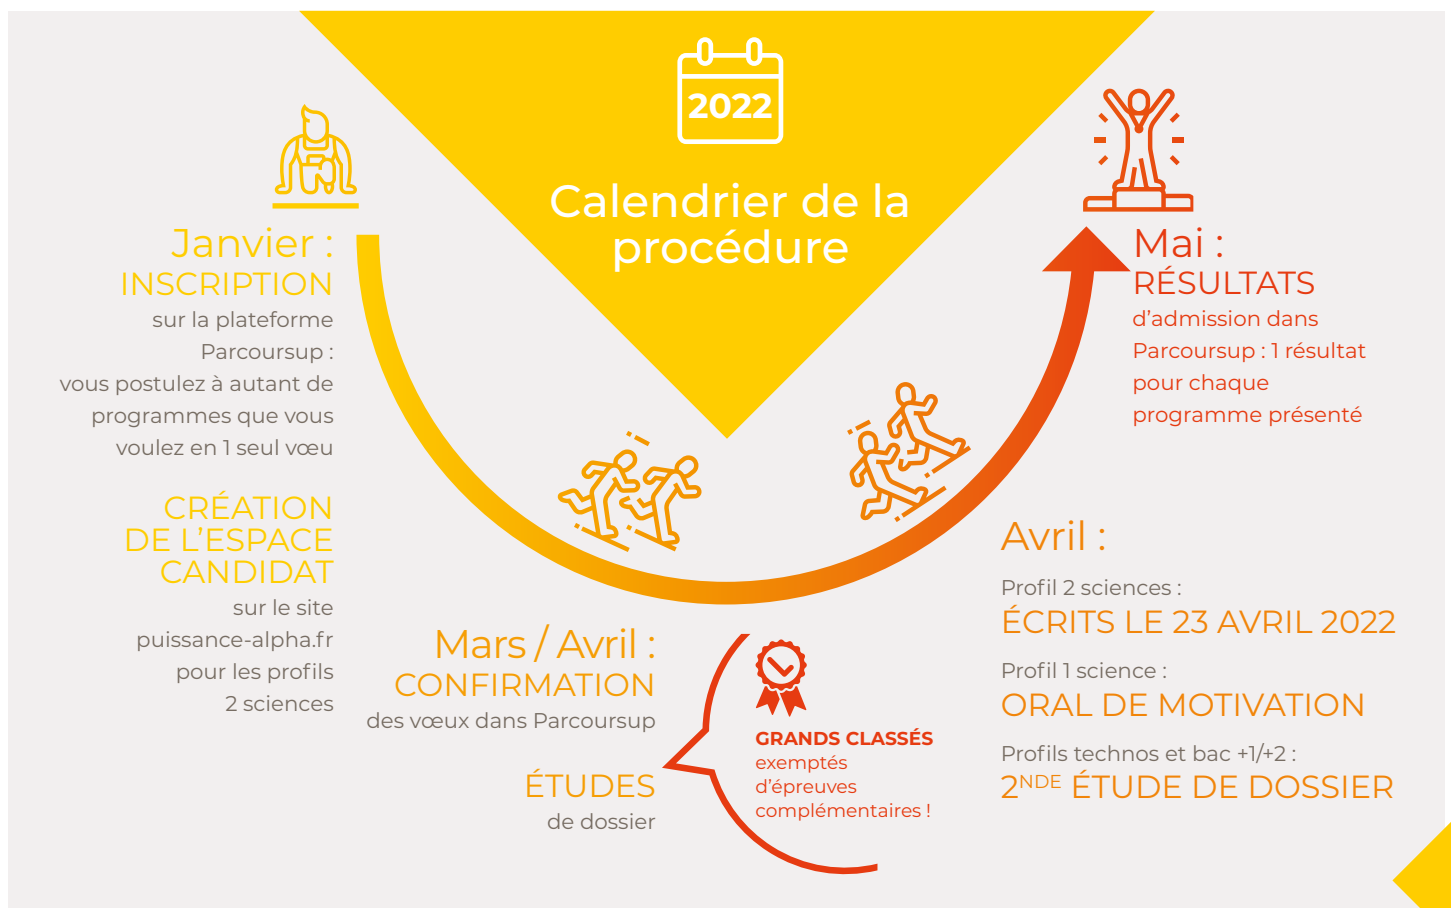 2022
Calendrier de la
procédure
Janvier :
INSCRIPTION
sur la plateforme
Parcoursup :
vous postulez à autant de
programmes que vous
voulez en 1 seul vœu
CRÉATION
DE L'ESPACE
CANDIDAT
sur le site
puissance-alpha.fr
pour les profils
2 sciences
Mars / Avril :
CONFIRMATION
des vœux dans Parcoursup
ÉTUDES
de dossier
GRANDS CLASSÉS
exemptés
d'épreuves
complémentaires !
Avril :
Profil 2 sciences :
ÉCRITS LE 23 AVRIL 2022
Profil 1 science :
ORAL DE MOTIVATION
Profils technos et bac +1/+2 :
2NDE ÉTUDE DE DOSSIER
Mai :
RÉSULTATS
d'admission dans
Parcoursup : 1 résultat
pour chaque
programme présenté